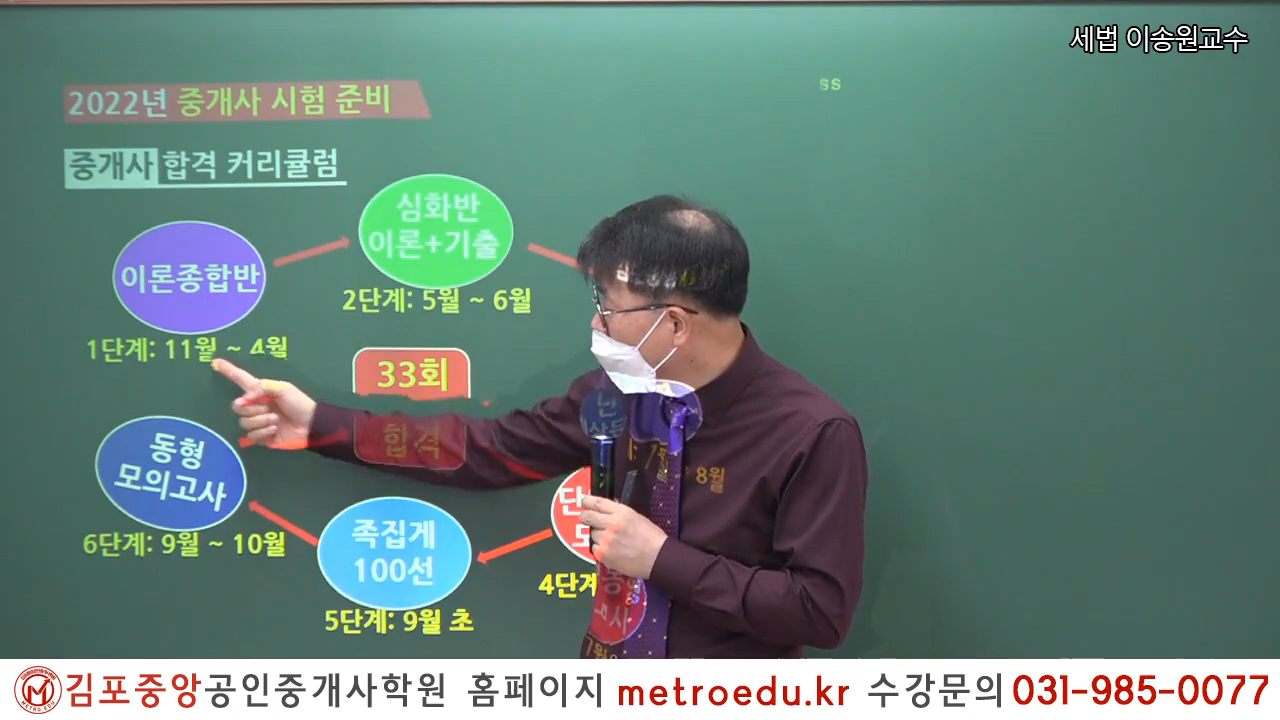 세법 이송원교수
ss
2022년 중개사 시험 준비
중개사 합격 커리큘럼
심화반
이론+기출
이론종합반
2단계: 5월 ~ 6월
1단계: 11월 ~ 4월
33회
합격
8월
동형
모의고사
6단계: 9월 ~ 10월
족집게
100선
5단계: 9월 초
4단계
METRO EDU
김포중앙공인중개사학원 홈페이지 metroedu.kr 수강문의 031-985-0077